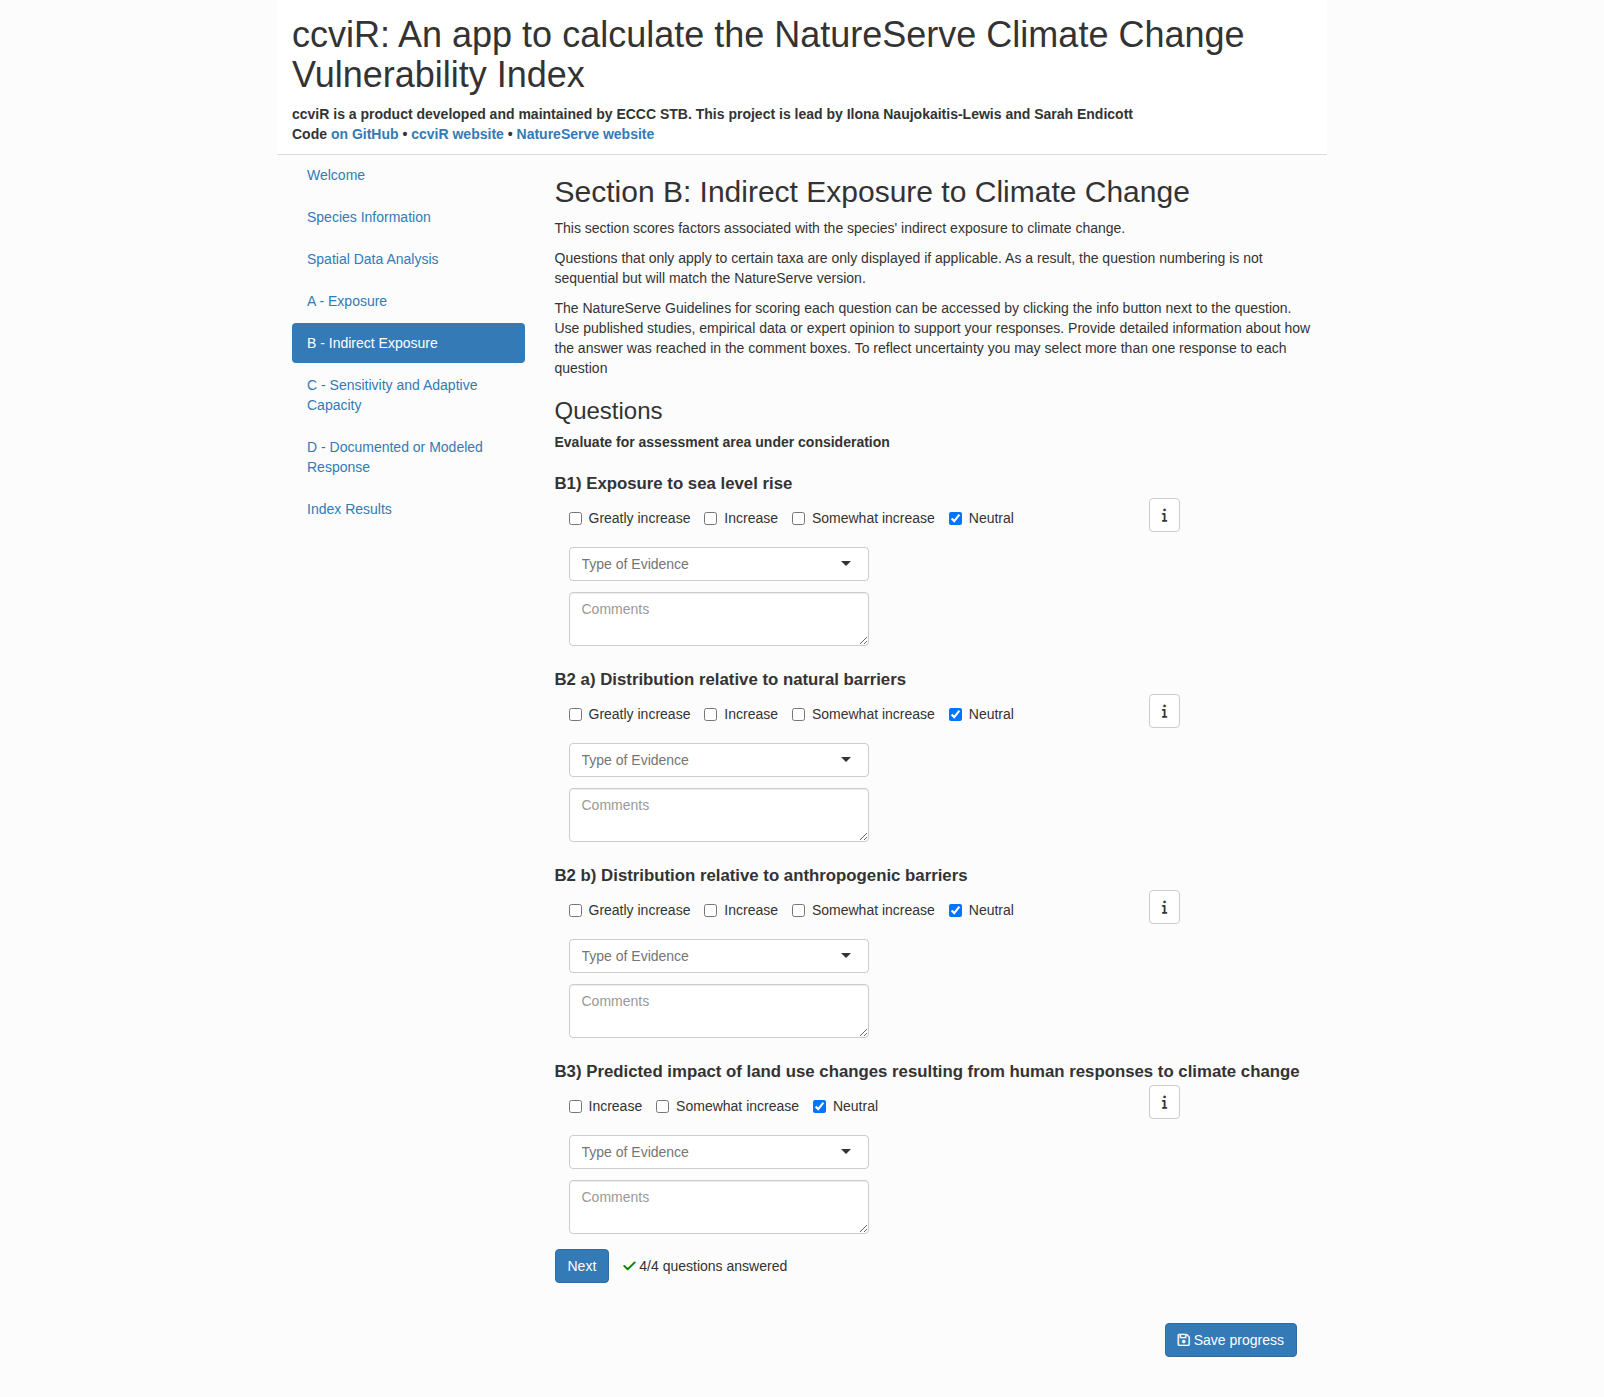 ccviR: An app to calculate the NatureServe Climate Change
Vulnerability Index
ccviR is a product developed and maintained by ECCC STB. This project is lead by Ilona Naujokaitis-Lewis and Sarah Endicott
Code on GitHub • ccviR website • NatureServe website
Welcome
Species Information
Spatial Data Analysis
A - Exposure
B - Indirect Exposure
C - Sensitivity and Adaptive
Capacity
D - Documented or Modeled
Response
Index Results
Section B: Indirect Exposure to Climate Change
This section scores factors associated with the species' indirect exposure to climate change.
Questions that only apply to certain taxa are only displayed if applicable. As a result, the question numbering is not
sequential but will match the NatureServe version.
The NatureServe Guidelines for scoring each question can be accessed by clicking the info button next to the question.
Use published studies, empirical data or expert opinion to support your responses. Provide detailed information about how
the answer was reached in the comment boxes. To reflect uncertainty you may select more than one response to each
question
Questions
Evaluate for assessment area under consideration
B1) Exposure to sea level rise
Greatly increase Increase Somewhat increase Neutral
Type of Evidence
Comments
B2 a) Distribution relative to natural barriers
Greatly increase Increase Somewhat increase Neutral
Type of Evidence
Comments
B2 b) Distribution relative to anthropogenic barriers
Greatly increase Increase Somewhat increase Neutral
Type of Evidence
Comments
B3) Predicted impact of land use changes resulting from human responses to climate change
Increase Somewhat increase Neutral
Type of Evidence
Comments
Next 4/4 questions answered
Save progress